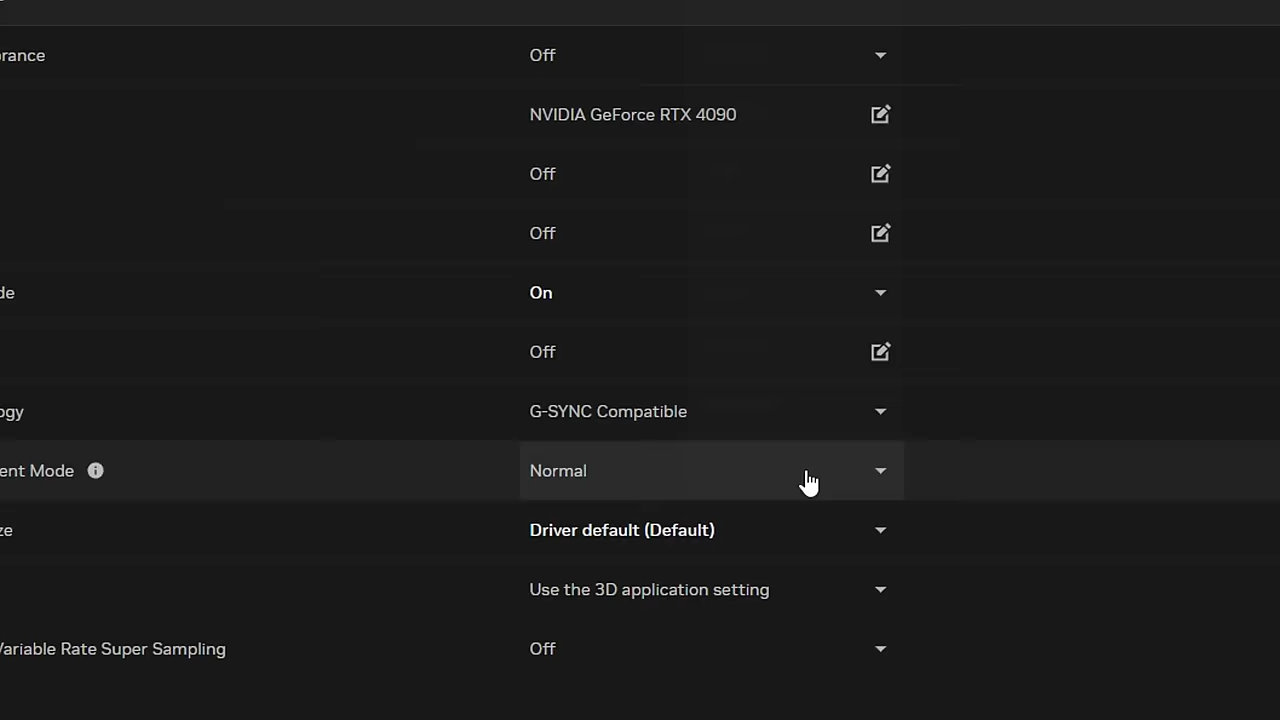 rance Off
NVIDIA GeForce RTX 4090
Off
Off
de On
Off
ogy G-SYNC Compatible
ent Mode Normal
ze Driver default (Default)
Use the 3D application setting
Variable Rate Super Sampling Off